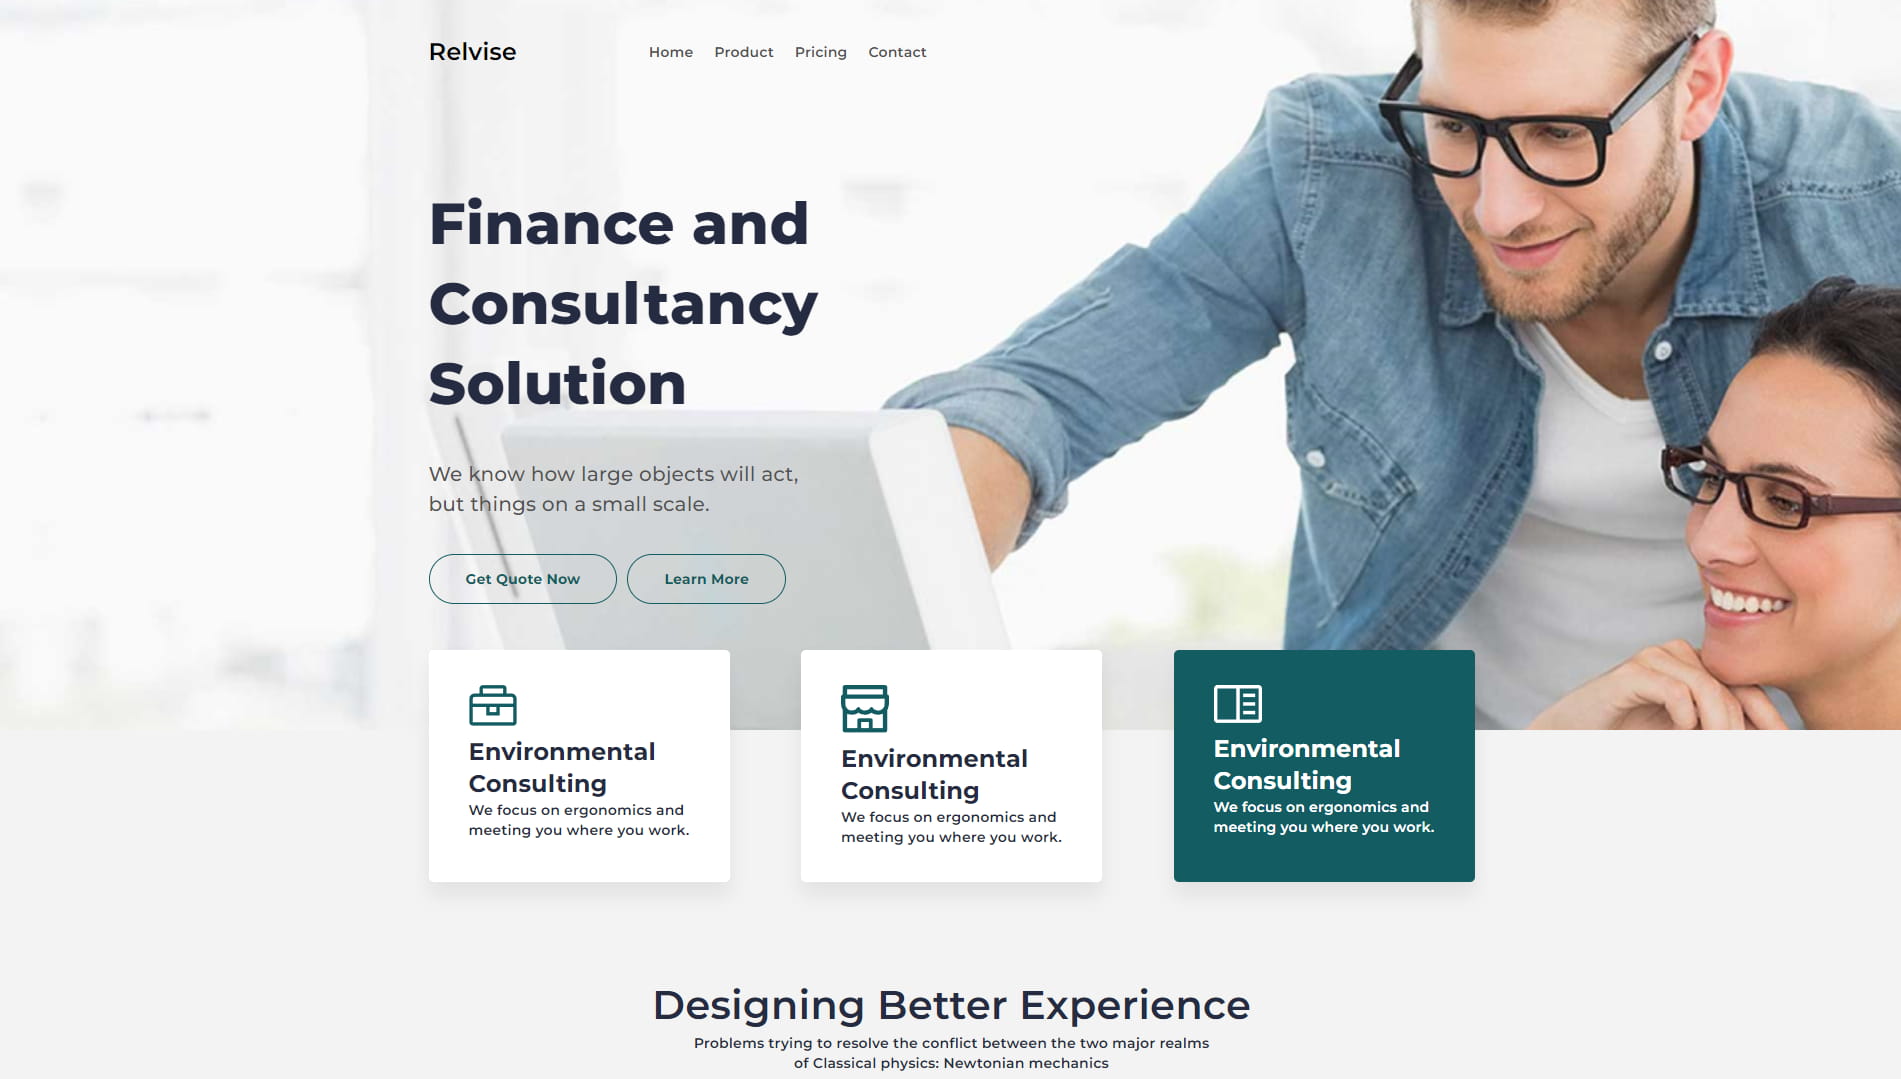 Relvise
Home Product Pricing Contact
Finance and
Consultancy
Solution
We know how large objects will act,
but things on a small scale.
Get Quote Now
Learn More
Environmental
Consulting
We focus on ergonomics and
meeting you where you work.
Environmental
Consulting
We focus on ergonomics and
meeting you where you work.
Environmental
Consulting
We focus on ergonomics and
meeting you where you work.
Designing Better Experience
Problems trying to resolve the conflict between the two major realms
of Classical physics: Newtonian mechanics